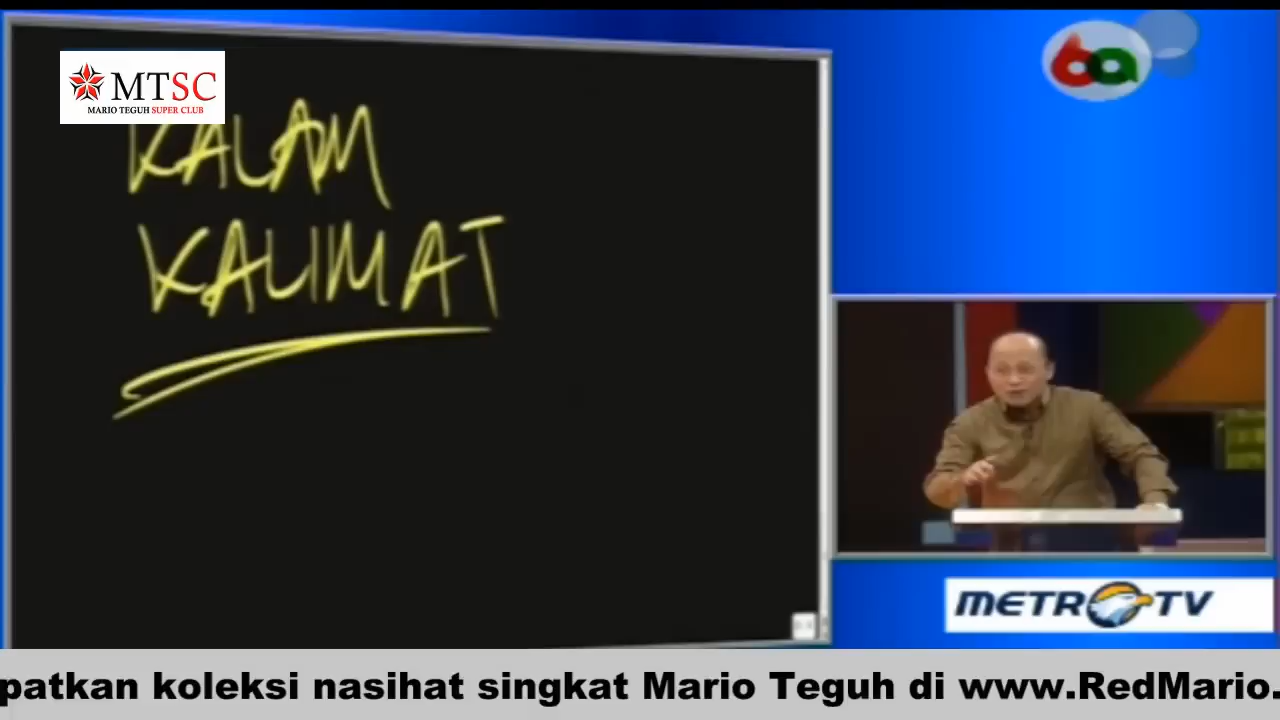 MTSC
MARIO TEGUH SUPER CLUB
KALAM
KALIMAT
METRO TV
patkan koleksi nasihat singkat Mario Teguh di www.RedMario.